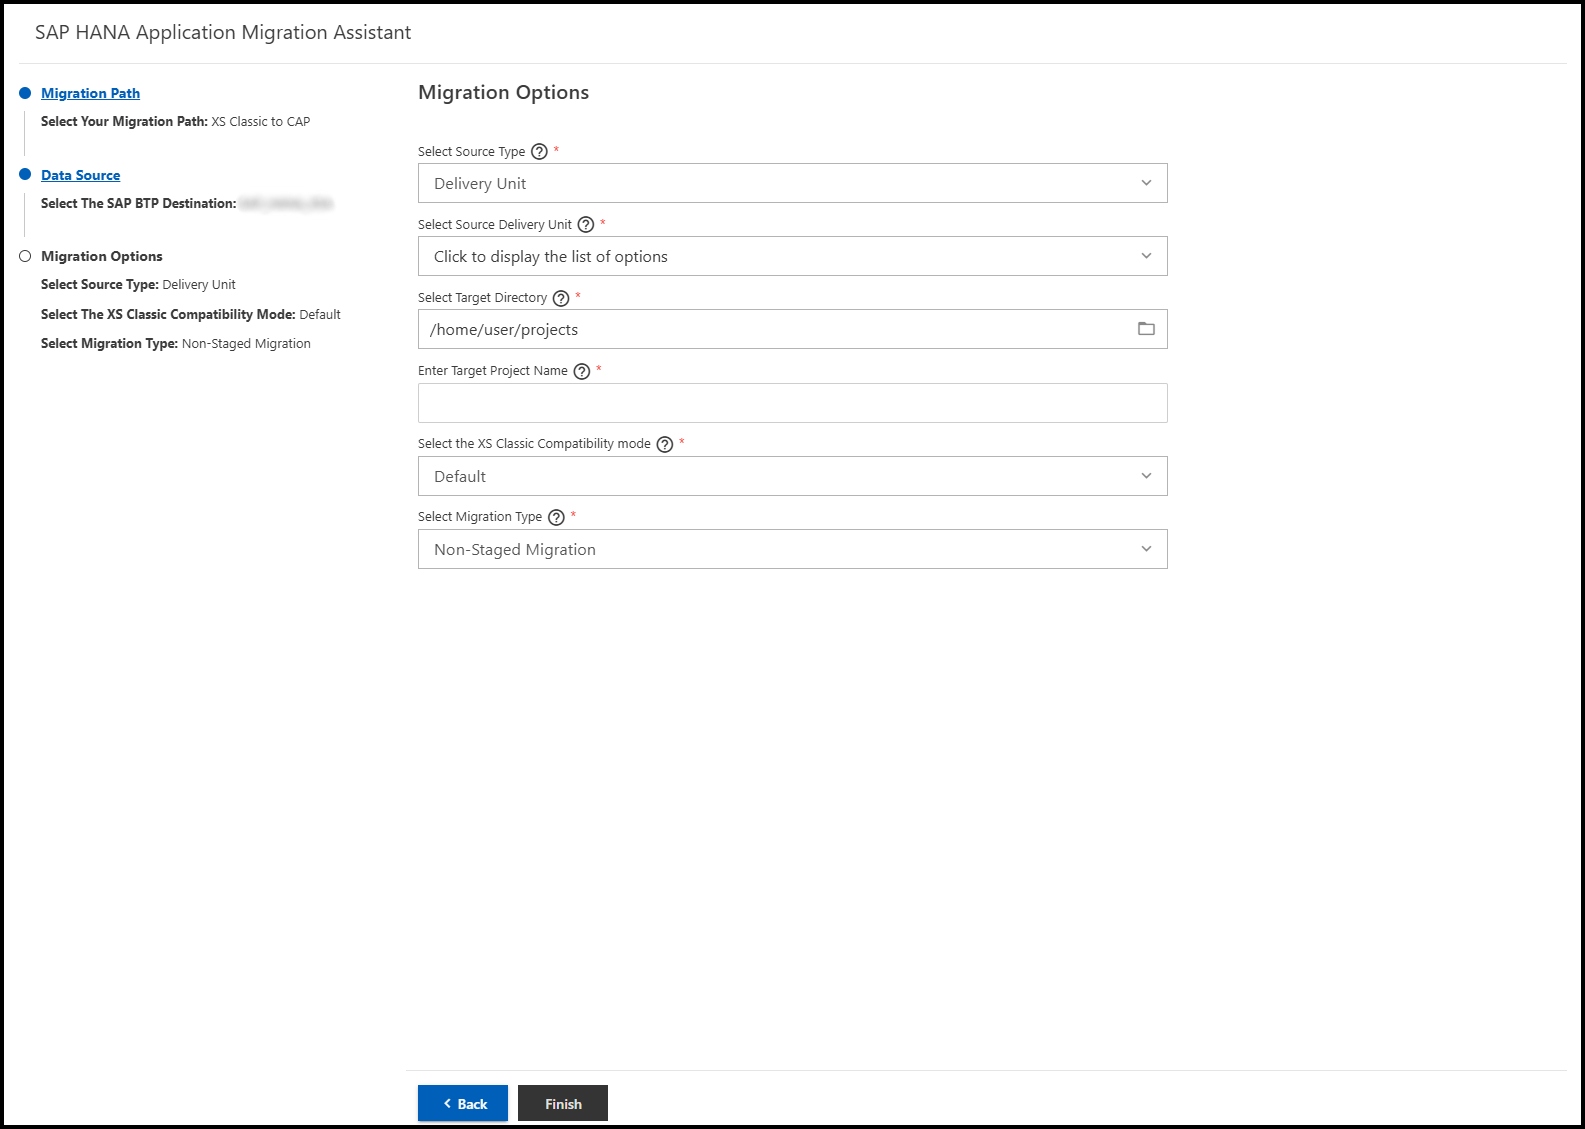 SAP HANA Application Migration Assistant
Migration Path
Select Your Migration Path: XS Classic to CAP
Data Source
Select The SAP BTP Destination:
Migration Options
Select Source Type: Delivery Unit
Select The XS Classic Compatibility Mode: Default
Select Migration Type: Non-Staged Migration
Migration Options
Select Source Type ? *
Delivery Unit
Select Source Delivery Unit ? *
Click to display the list of options
Select Target Directory ? *
/home/user/projects
Enter Target Project Name ? *
Select the XS Classic Compatibility mode ? *
Default
Select Migration Type ? *
Non-Staged Migration
Back
Finish